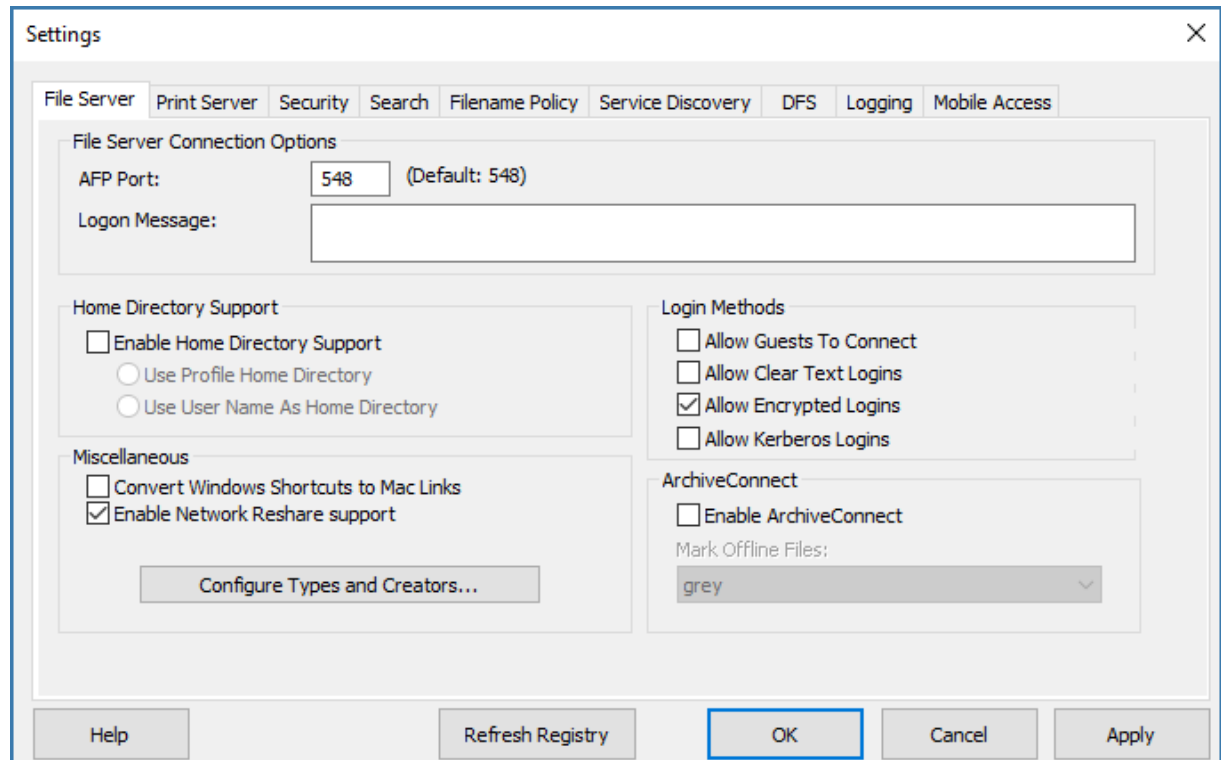 Settings
File Server Print Server Security Search Filename Policy Service Discovery DFS Logging Mobile Access
File Server Connection Options
AFP Port: 548 (Default: 548)
Logon Message:
Home Directory Support
Enable Home Directory Support
Use Profile Home Directory
Use User Name As Home Directory
Miscellaneous
Convert Windows Shortcuts to Mac Links
Enable Network Reshare support
Configure Types and Creators...
Login Methods
Allow Guests To Connect
Allow Clear Text Logins
Allow Encrypted Logins
Allow Kerberos Logins
ArchiveConnect
Enable ArchiveConnect
Mark Offline Files:
grey
Help Refresh Registry OK Cancel Apply